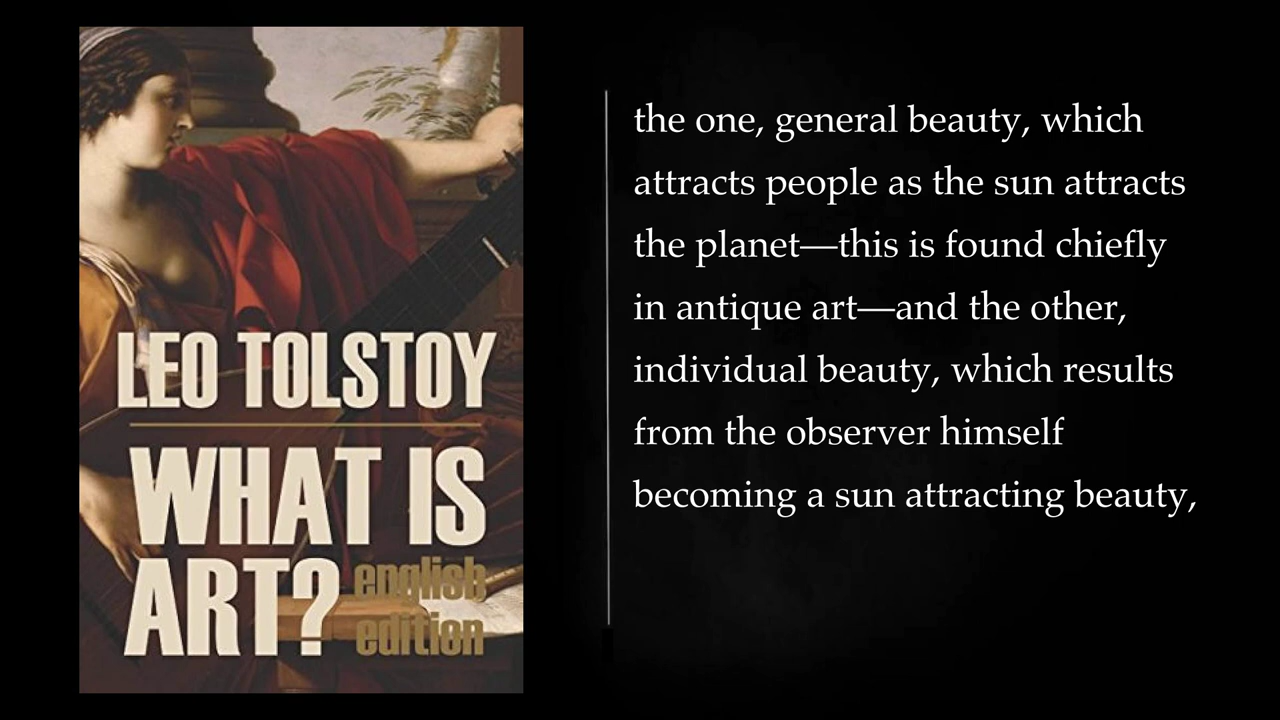 LEO TOLSTOY
WHAT IS
ART?
english
edition
the one, general beauty, which
attracts people as the sun attracts
the planet—this is found chiefly
in antique art—and the other,
individual beauty, which results
from the observer himself
becoming a sun attracting beauty,